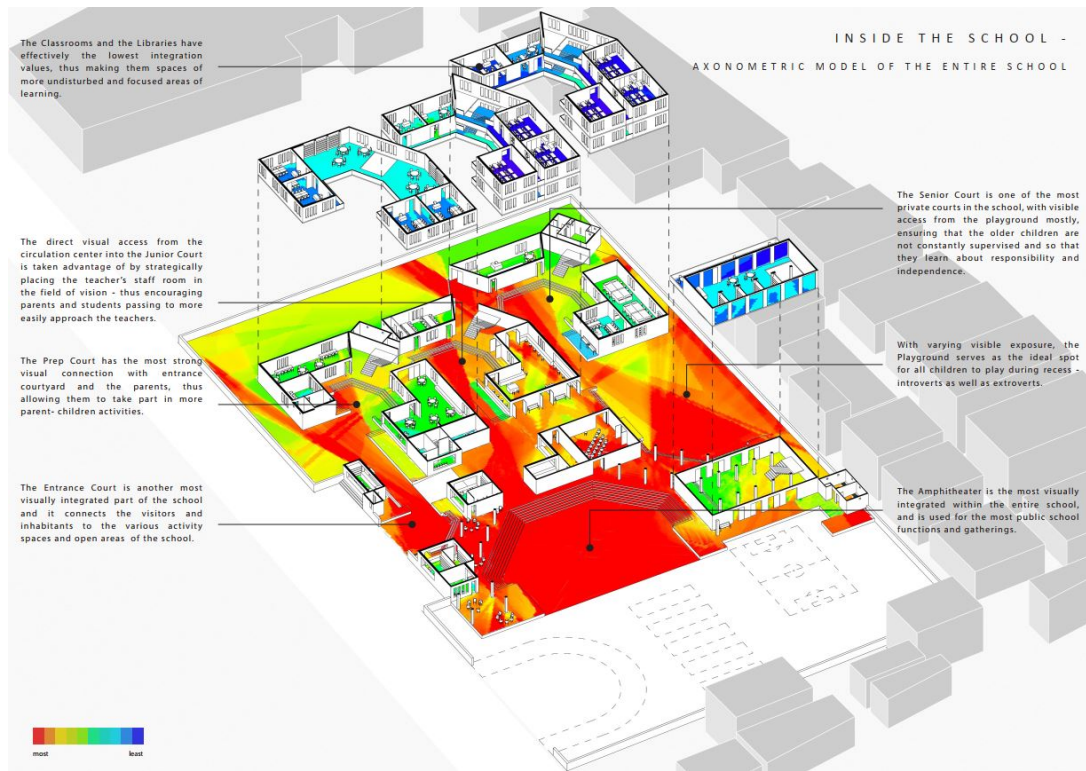 INSIDE THE SCHOOL -
AXONOMETRIC MODEL OF THE ENTIRE SCHOOL
The Classrooms and the Libraries have
effectively the lowest integration
values, thus making them spaces of
more undisturbed and focused areas of
learning.
The direct visual access from the
circulation center into the Junior Court
is taken advantage of by strategically
placing the teacher's staff room in
the field of vision - thus encouraging
parents and students passing to more
easily approach the teachers.
The Prep Court has the most strong
visual connection with entrance
courtyard and the parents, thus
allowing them to take part in more
parent- children activities.
The Entrance Court is another most
visually integrated part of the school
and it connects the visitors and
inhabitants to the various activity
spaces and open areas of the school.
The Senior Court is one of the most
private courts in the school, with visible
access from the playground mostly,
ensuring that the older children are
not constantly supervised and so that
they learn about responsibility and
independence.
With varying visible exposure, the
Playground serves as the ideal spot
for all children to play during recess -
introverts as well as extroverts.
The Amphitheater is the most visually
integrated within the entire school,
and is used for the most public school
functions and gatherings.
most least